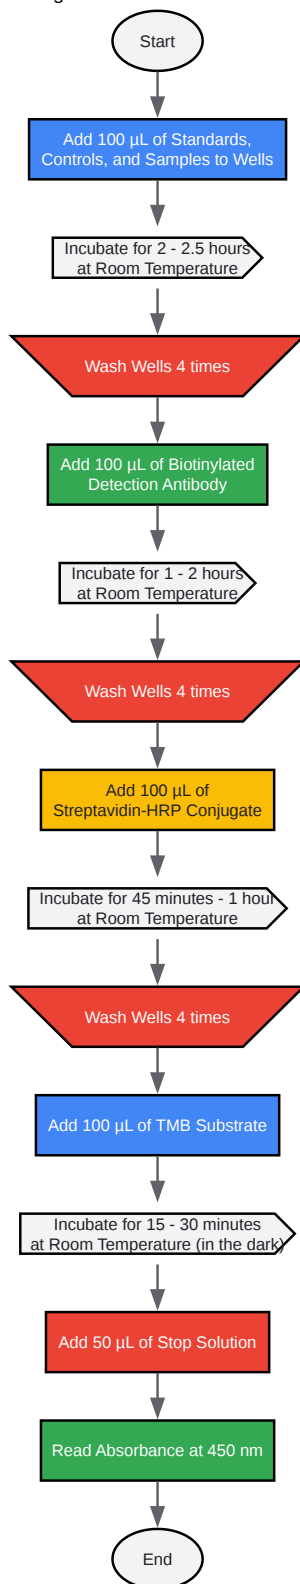 Start
Add 100 µL of Standards,
Controls, and Samples to Wells
Incubate for 2 - 2.5 hours
at Room Temperature
Wash Wells 4 times
Add 100 µL of Biotinylated
Detection Antibody
Incubate for 1 - 2 hours
at Room Temperature
Wash Wells 4 times
Add 100 µL of
Streptavidin-HRP Conjugate
Incubate for 45 minutes - 1 hour
at Room Temperature
Wash Wells 4 times
Add 100 µL of TMB Substrate
Incubate for 15 - 30 minutes
at Room Temperature (in the dark)
Add 50 µL of Stop Solution
Read Absorbance at 450 nm
End